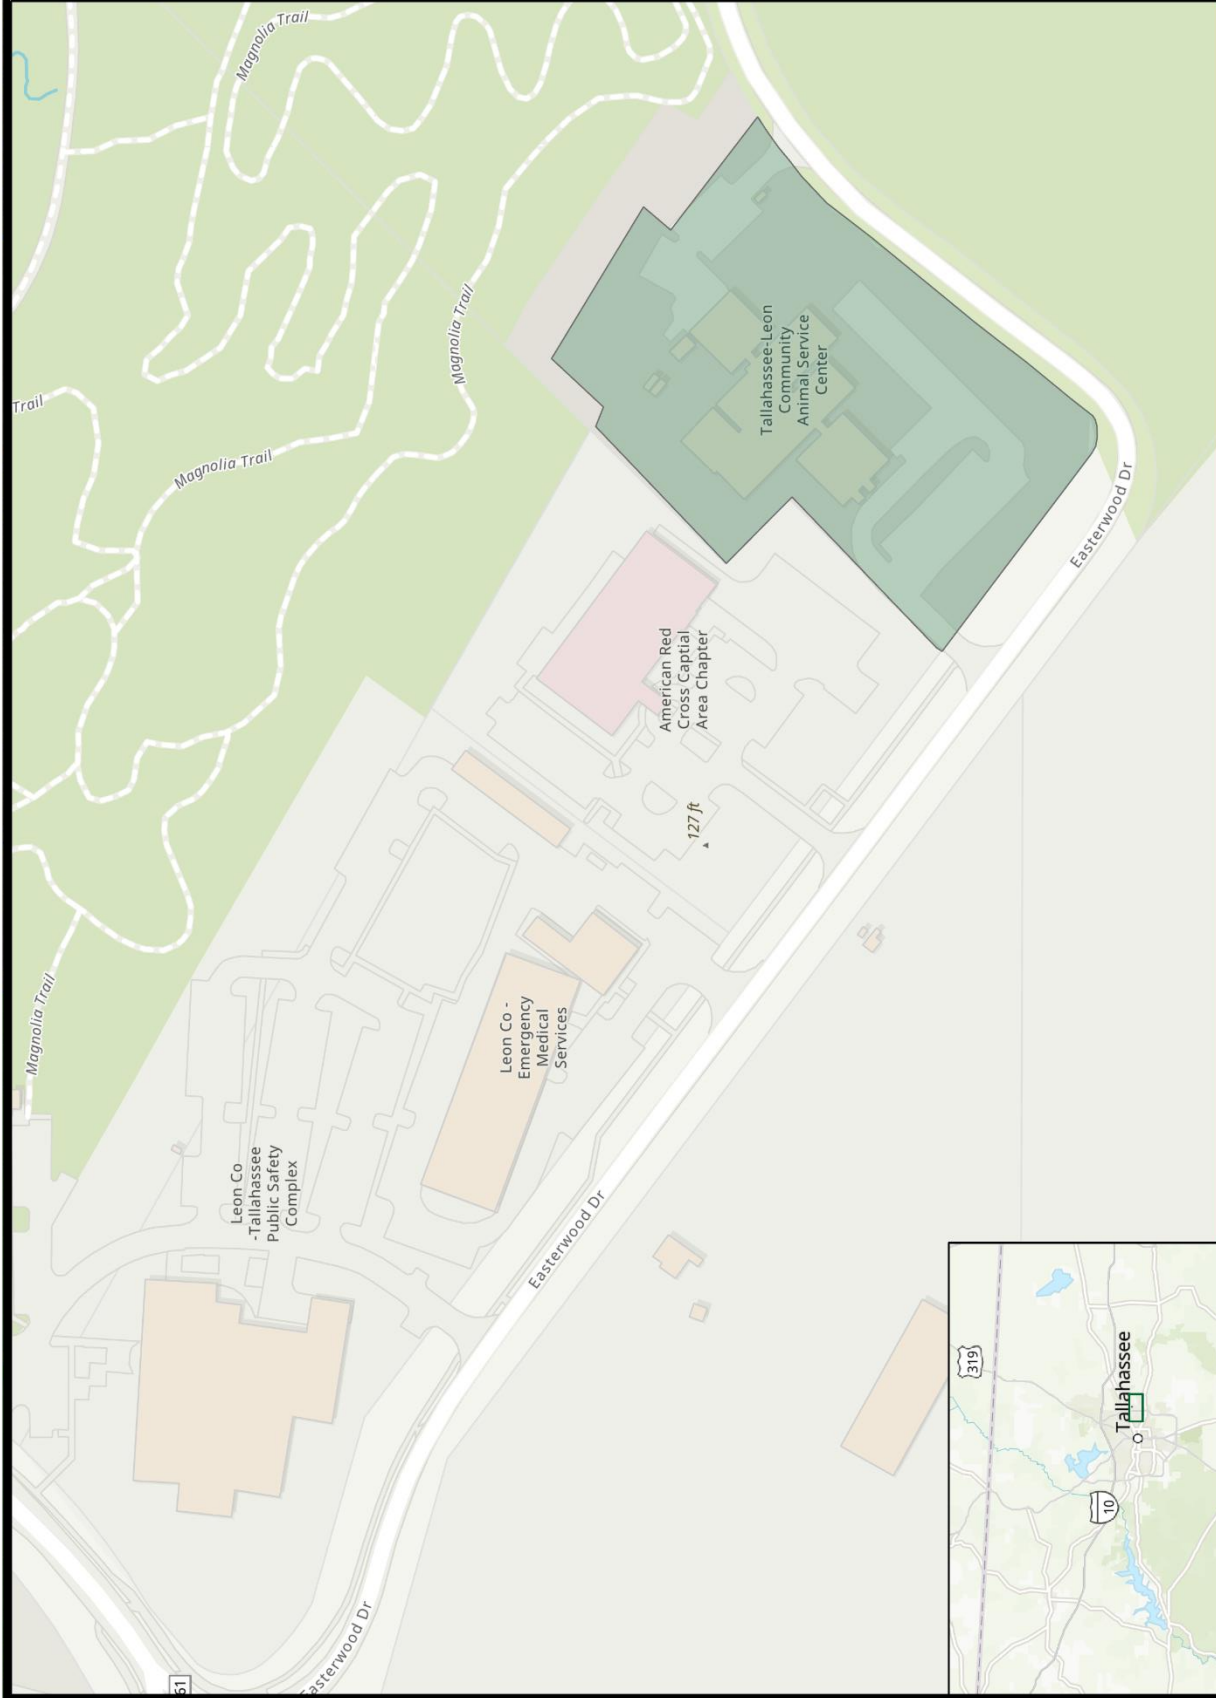 Magnolia Trail
Trail
Magnolia Trail
Magnolia Trail
Magnolia Trail
Tallahassee-Leon
Community
Animal Service
Center
Easterwood Dr
American Red
Cross Captial
Area Chapter
127 ft
Leon Co -
Emergency
Medical
Services
Leon Co
-Tallahassee
Public Safety
Complex
Easterwood Dr
Easterwood Dr
61
319
Tallahassee
10